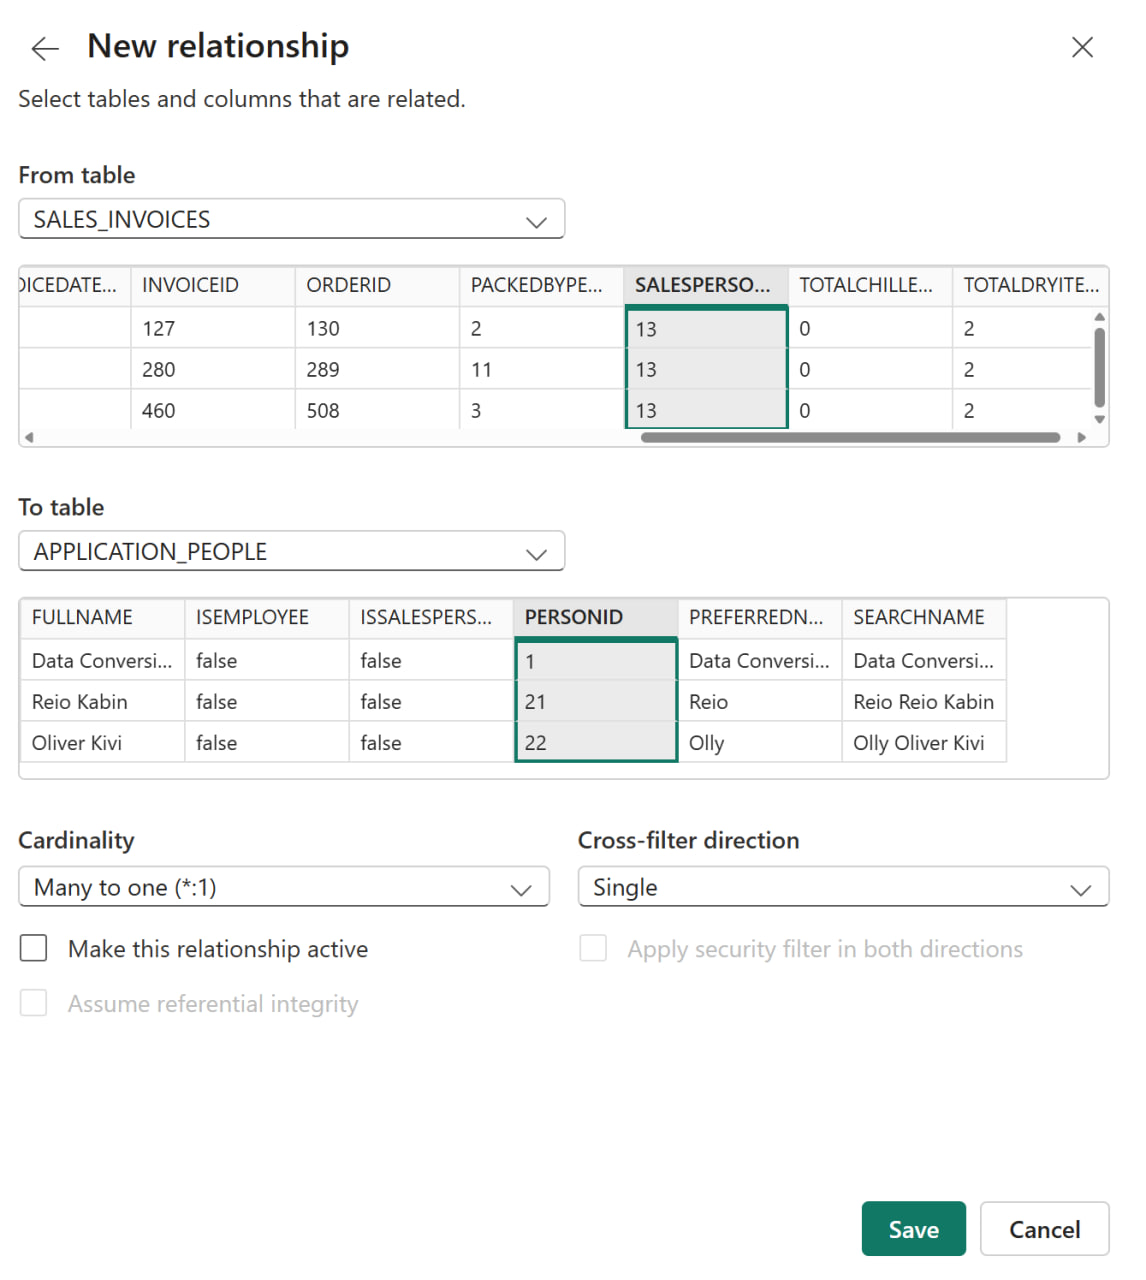 New relationship
Select tables and columns that are related.
From table
SALES_INVOICES
OICEDATE... INVOICEID ORDERID PACKEDBYPE... SALESPERSO... TOTALCHILLE... TOTALDRYITE...
127 130 2 13 0 2
280 289 11 13 0 2
460 508 3 13 0 2
To table
APPLICATION_PEOPLE
FULLNAME ISEMPLOYEE ISSALESPERS... PERSONID PREFERREDN... SEARCHNAME
Data Conversi... false false 1 Data Conversi... Data Conversi...
Reio Kabin false false 21 Reio Reio Reio Kabin
Oliver Kivi false false 22 Olly Olly Oliver Kivi
Cardinality Cross-filter direction
Many to one (*:1) Single
Make this relationship active Apply security filter in both directions
Assume referential integrity
Save Cancel